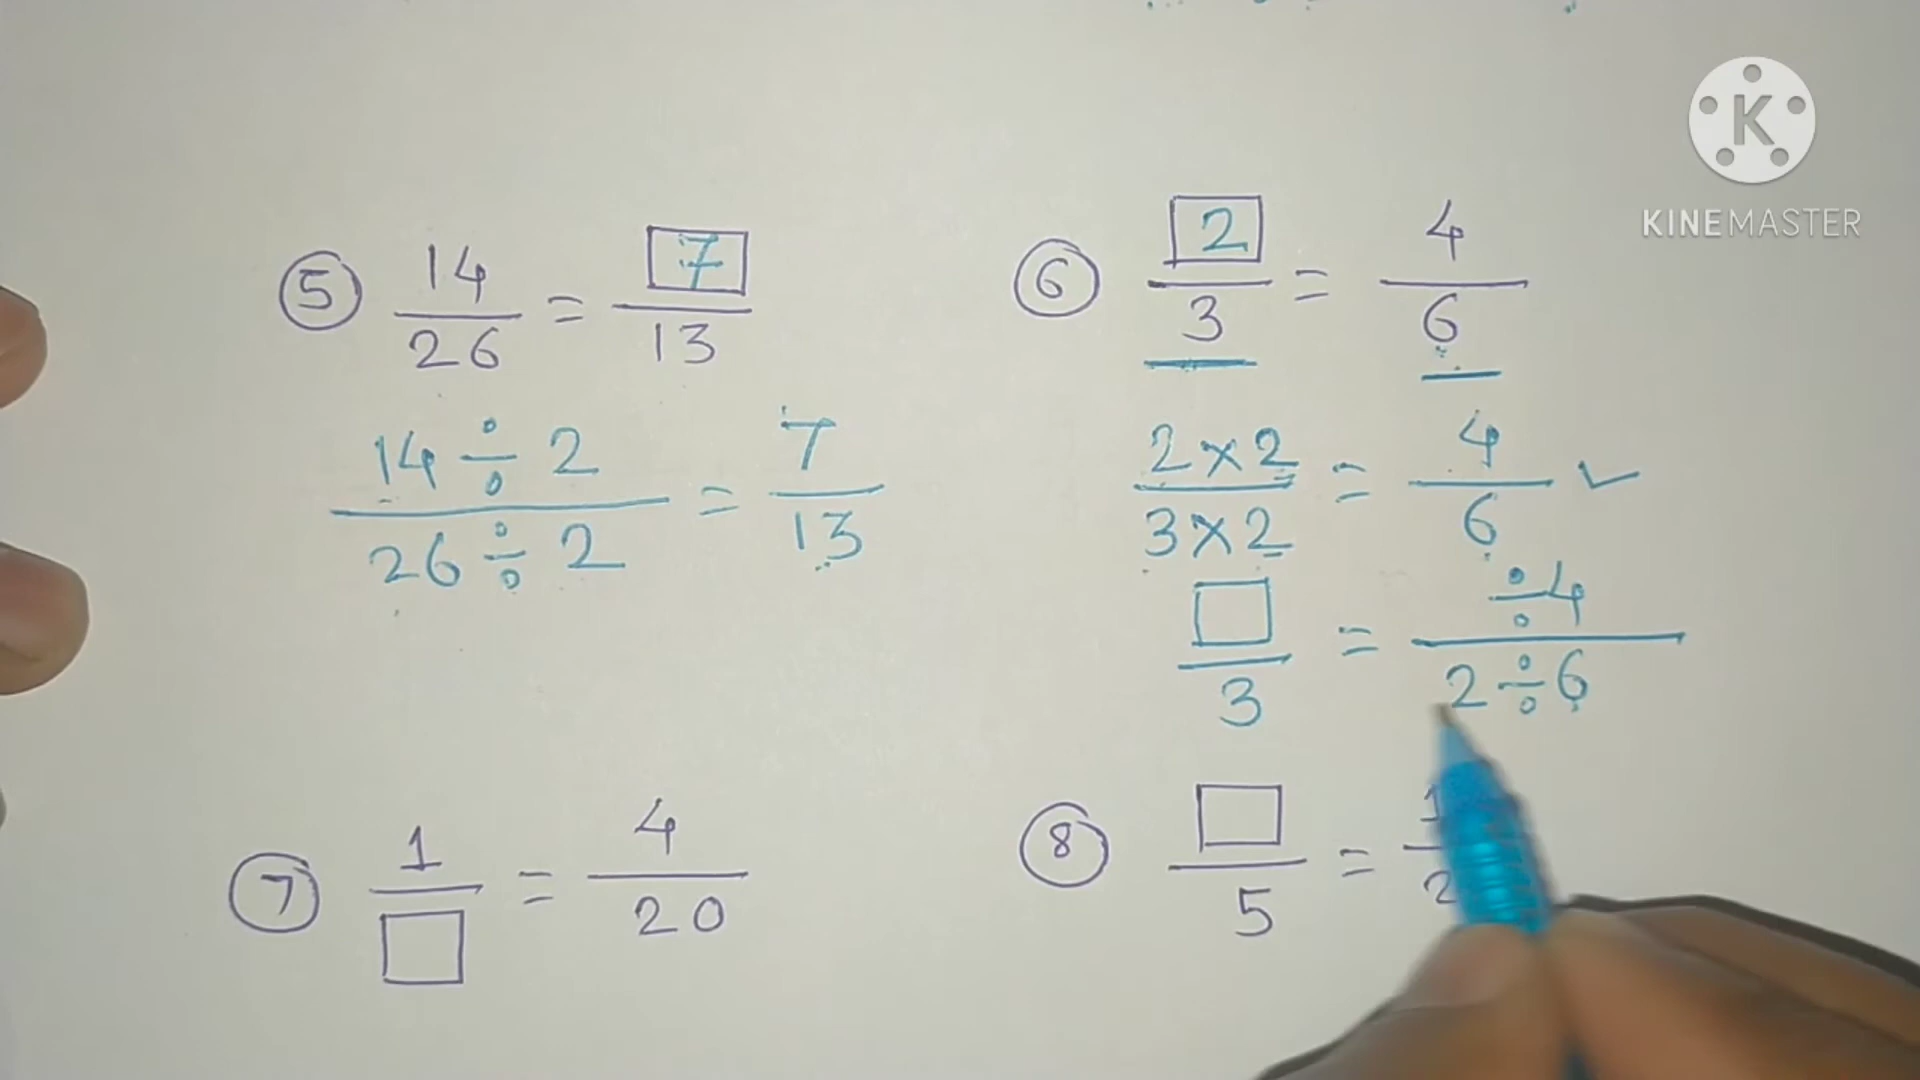 K
KINEMASTER
⑤ 14/26 = 7/13
14 ÷ 2 / 26 ÷ 2 = 7/13
⑥ 2/3 = 4/6
2 × 2 / 3 × 2 = 4/6 ✓
□/3 = ÷ 4 / 2 ÷ 6
⑦ 1/□ = 4/20
⑧ □/5 =